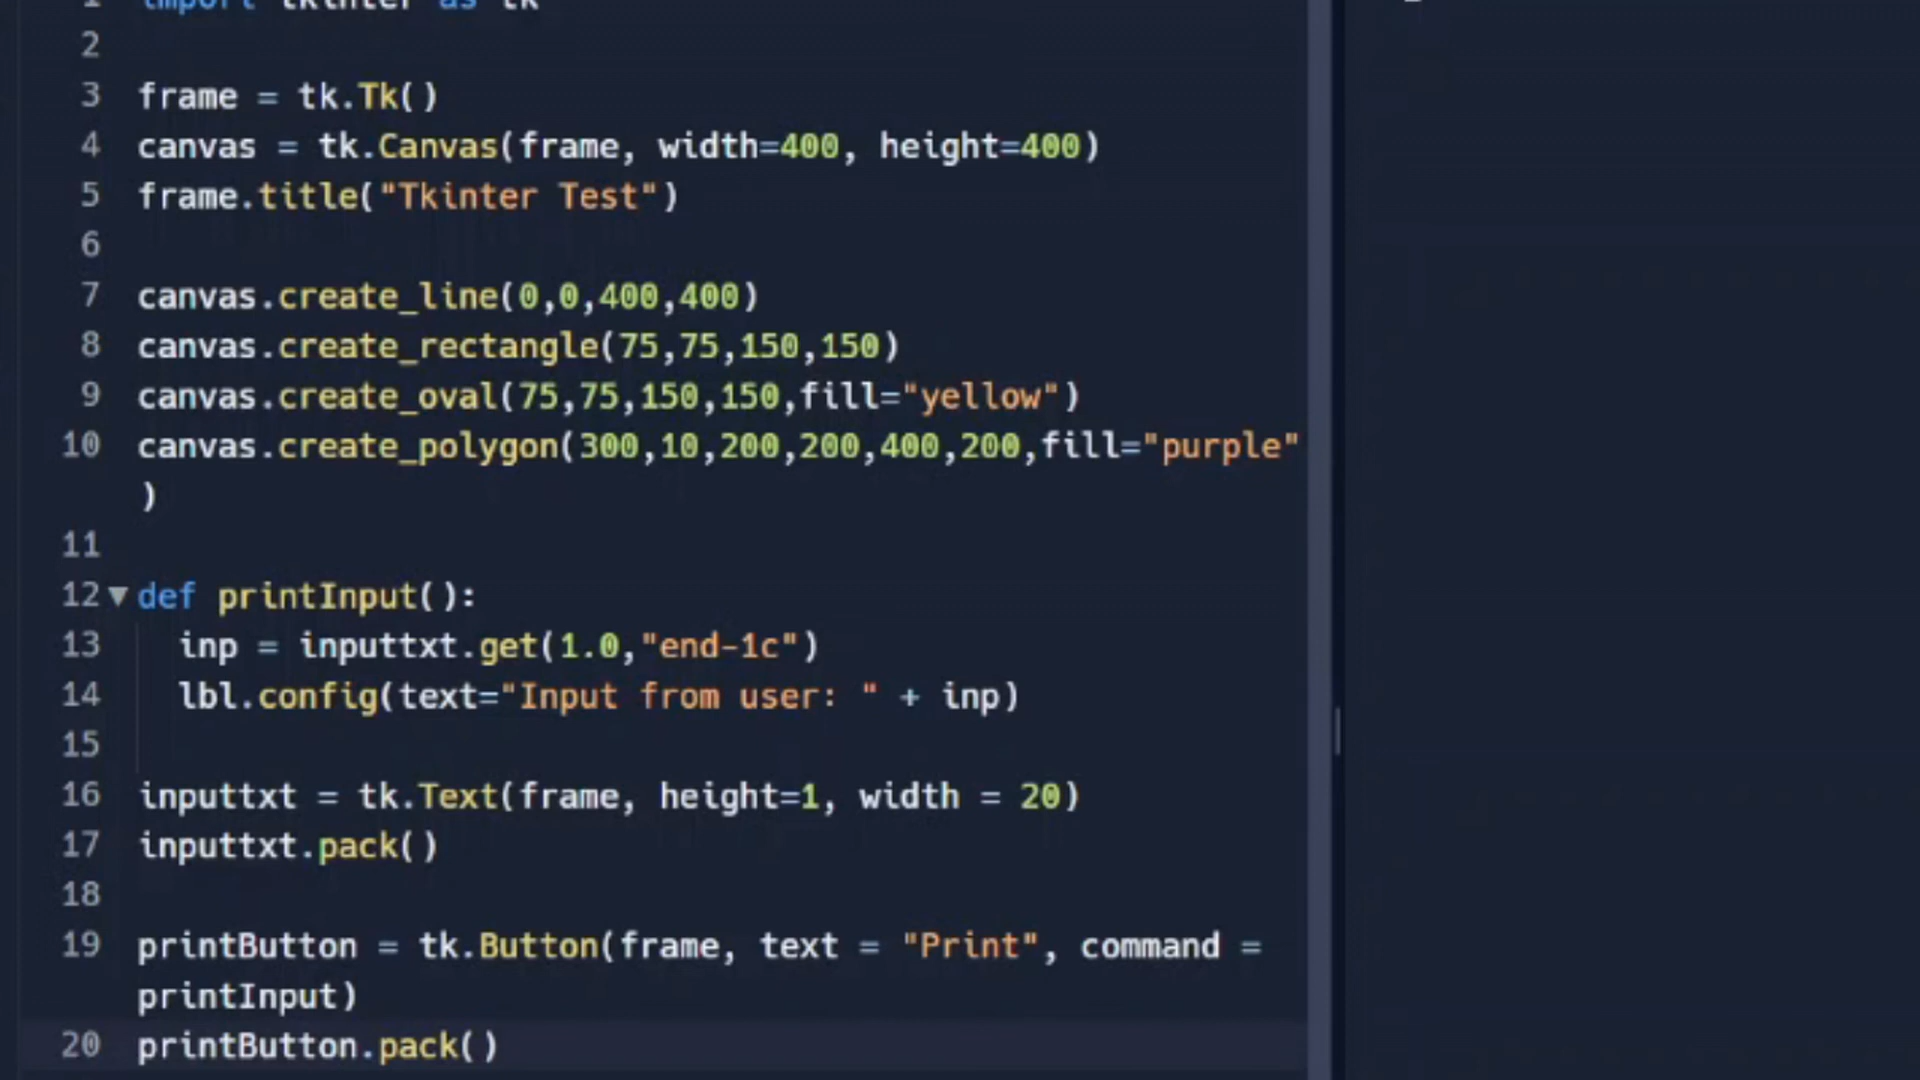 1 import tkinter as tk
2
3 frame = tk.Tk()
4 canvas = tk.Canvas(frame, width=400, height=400)
5 frame.title("Tkinter Test")
6
7 canvas.create_line(0,0,400,400)
8 canvas.create_rectangle(75,75,150,150)
9 canvas.create_oval(75,75,150,150,fill="yellow")
10 canvas.create_polygon(300,10,200,200,400,200,fill="purple"
)
11
12 def printInput():
13 inp = inputtxt.get(1.0,"end-1c")
14 lbl.config(text="Input from user: " + inp)
15
16 inputtxt = tk.Text(frame, height=1, width = 20)
17 inputtxt.pack()
18
19 printButton = tk.Button(frame, text = "Print", command =
printInput)
20 printButton.pack()